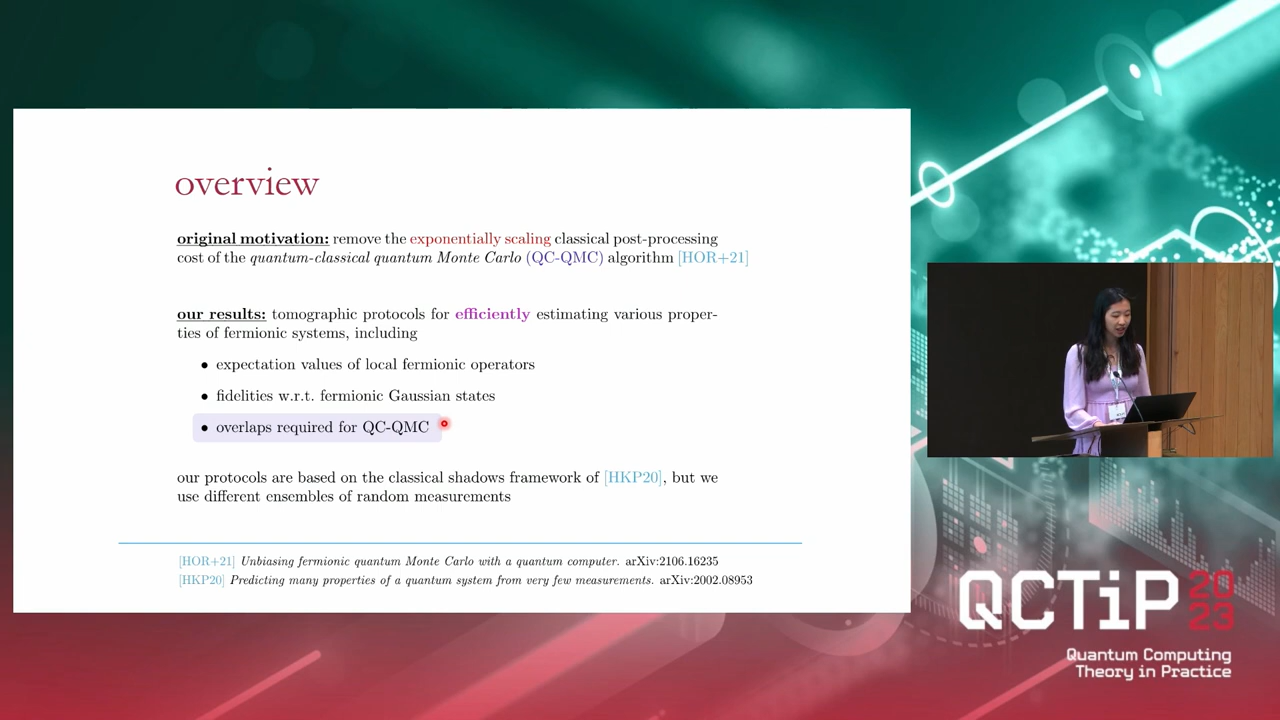 overview
original motivation: remove the exponentially scaling classical post-processing
cost of the quantum-classical quantum Monte Carlo (QC-QMC) algorithm [HOR+21]
our results: tomographic protocols for efficiently estimating various proper-
ties of fermionic systems, including
• expectation values of local fermionic operators
• fidelities w.r.t. fermionic Gaussian states
• overlaps required for QC-QMC
our protocols are based on the classical shadows framework of [HKP20], but we
use different ensembles of random measurements
[HOR+21] Unbiasing fermionic quantum Monte Carlo with a quantum computer. arXiv:2106.16235
[HKP20] Predicting many properties of a quantum system from very few measurements. arXiv:2002.08953
QCTiP 20
23
Quantum Computing
Theory in Practice